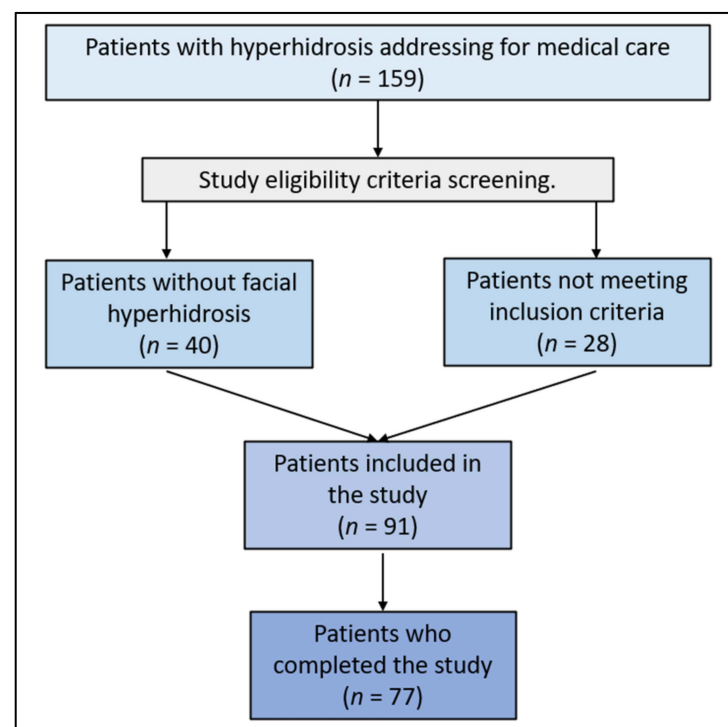 Patients with hyperhidrosis addressing for medical care
(n = 159)
Study eligibility criteria screening.
Patients without facial
hyperhidrosis
(n = 40)
Patients not meeting
inclusion criteria
(n = 28)
Patients included in
the study
(n = 91)
Patients who
completed the study
(n = 77)